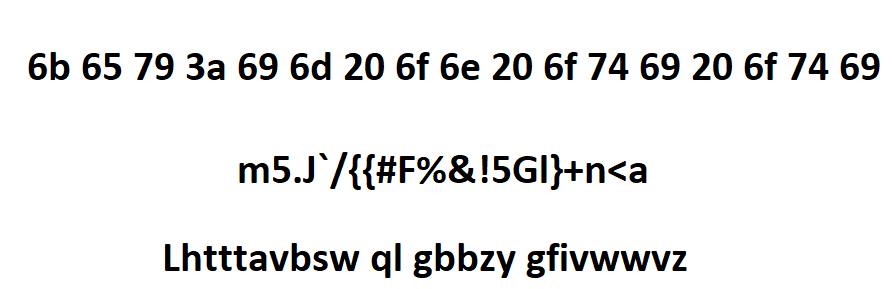 6b 65 79 3a 69 6d 20 6f 6e 20 6f 74 69 20 6f 74 69
m5.J`/{{#F%&!5Gl}+n<a
Lhtttavbsw ql gbbzy gfivwwvz